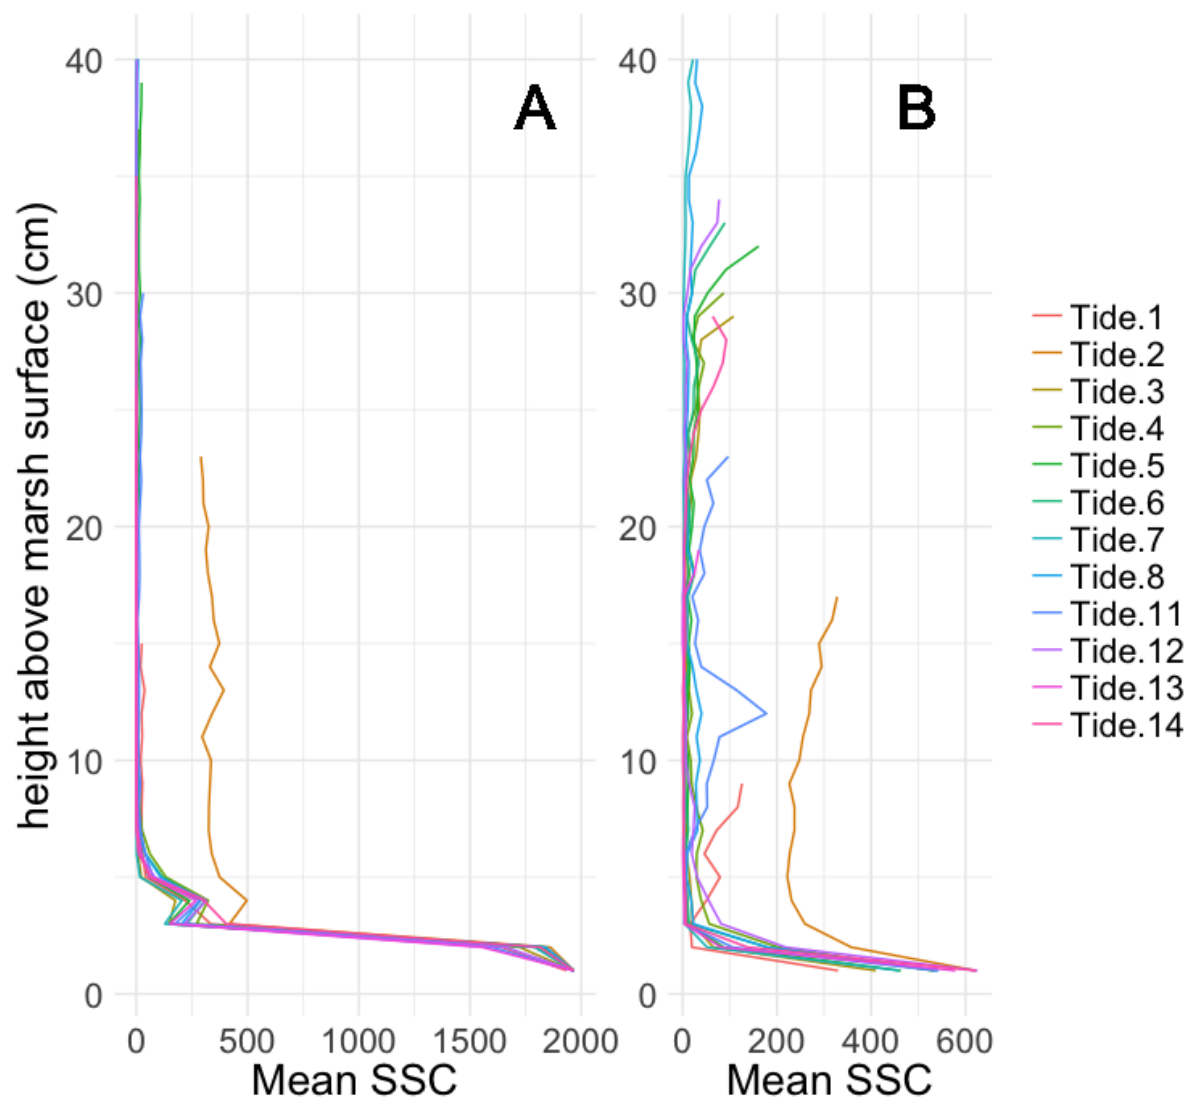 A
B
40
30
20
10
0
height above marsh surface (cm)
0 500 1000 1500 2000
Mean SSC
40
30
20
10
0
0 200 400 600
Mean SSC
Tide.1
Tide.2
Tide.3
Tide.4
Tide.5
Tide.6
Tide.7
Tide.8
Tide.11
Tide.12
Tide.13
Tide.14